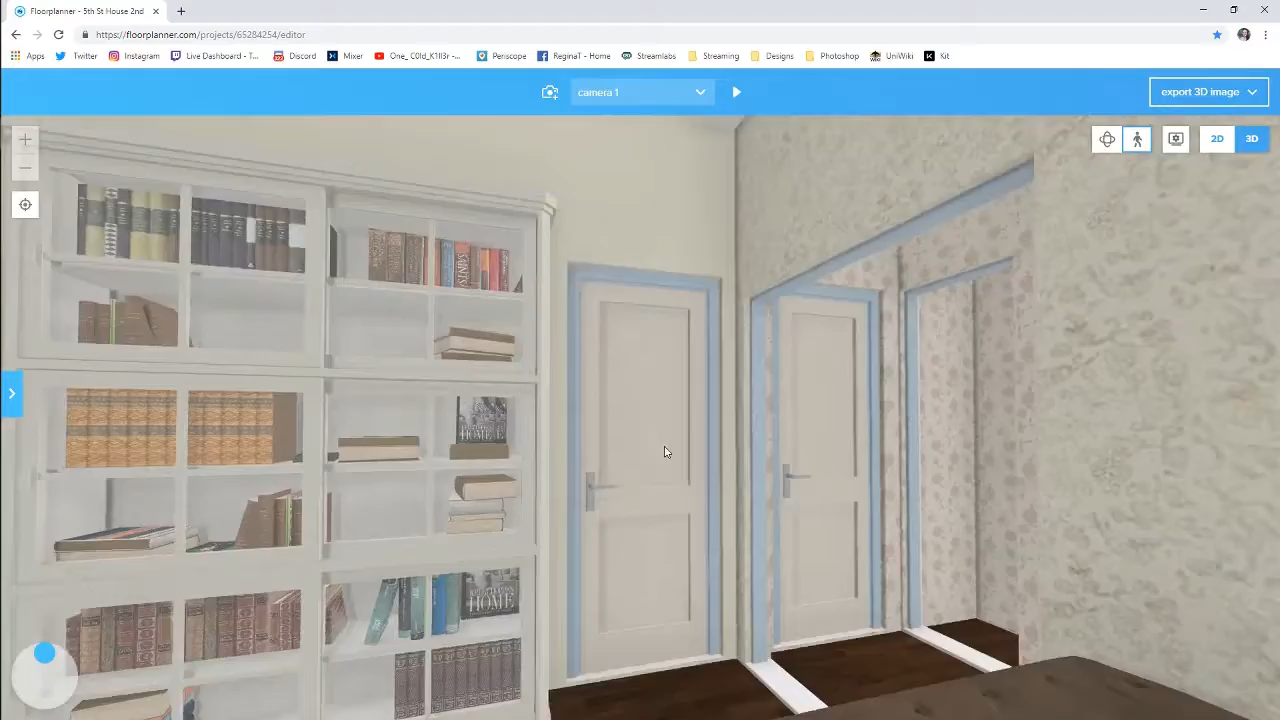 Floorplanner - 5th St House 2nd
https://floorplanner.com/projects/65284254/editor
Apps Twitter Instagram Live Dashboard - T... Discord Mixer One_C0ld_K1ll3r -... Periscope ReginaT - Home Streamlabs Streaming Designs Photoshop UniWiki Kit
camera 1
export 3D image
2D 3D
SAINTS
HOME
HOME